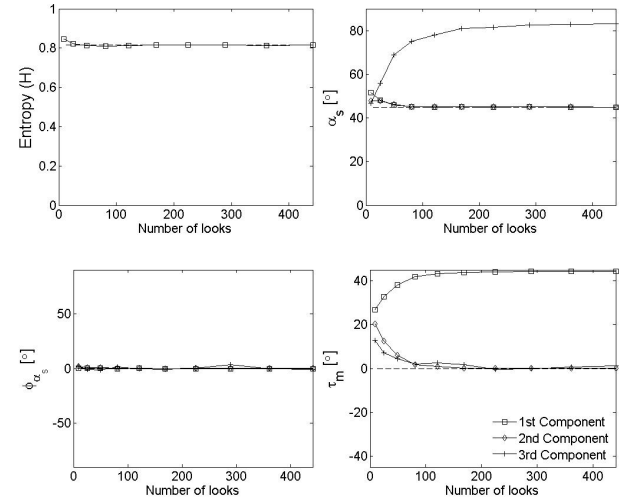 Entropy (H)
1
0.8
0.6
0.4
0.2
0
0 100 200 300 400
Number of looks
α_s [°]
80
60
40
20
0
0 100 200 300 400
Number of looks
ϕ_{α_s} [°]
50
0
-50
0 100 200 300 400
Number of looks
τ_m [°]
40
20
0
-20
-40
0 100 200 300 400
Number of looks
1st Component
2nd Component
3rd Component